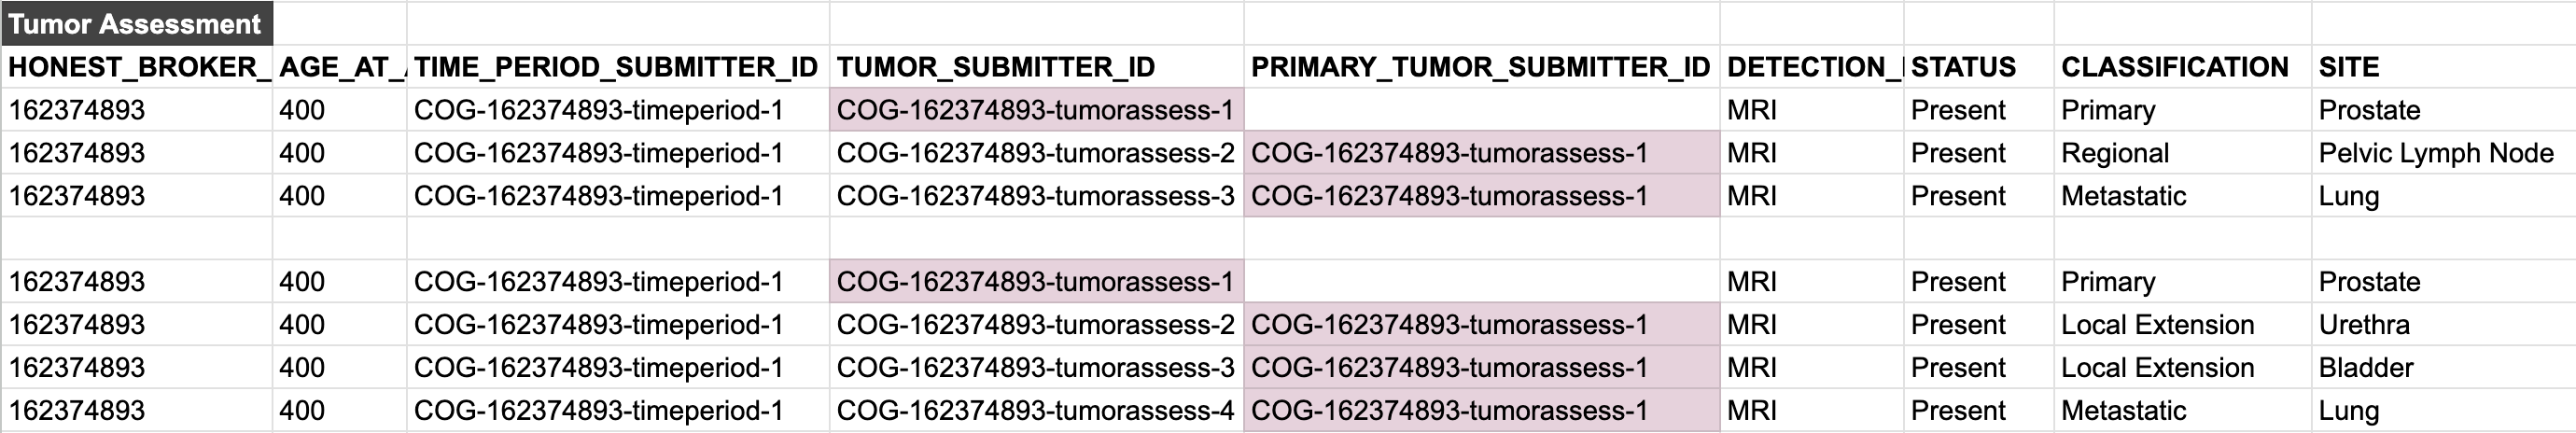 Tumor Assessment
HONEST_BROKER_ AGE_AT_ TIME_PERIOD_SUBMITTER_ID TUMOR_SUBMITTER_ID PRIMARY_TUMOR_SUBMITTER_ID DETECTION_ STATUS CLASSIFICATION SITE
162374893 400 COG-162374893-timeperiod-1 COG-162374893-tumorassess-1 MRI Present Primary Prostate
162374893 400 COG-162374893-timeperiod-1 COG-162374893-tumorassess-2 COG-162374893-tumorassess-1 MRI Present Regional Pelvic Lymph Node
162374893 400 COG-162374893-timeperiod-1 COG-162374893-tumorassess-3 COG-162374893-tumorassess-1 MRI Present Metastatic Lung
162374893 400 COG-162374893-timeperiod-1 COG-162374893-tumorassess-1 MRI Present Primary Prostate
162374893 400 COG-162374893-timeperiod-1 COG-162374893-tumorassess-2 COG-162374893-tumorassess-1 MRI Present Local Extension Urethra
162374893 400 COG-162374893-timeperiod-1 COG-162374893-tumorassess-3 COG-162374893-tumorassess-1 MRI Present Local Extension Bladder
162374893 400 COG-162374893-timeperiod-1 COG-162374893-tumorassess-4 COG-162374893-tumorassess-1 MRI Present Metastatic Lung